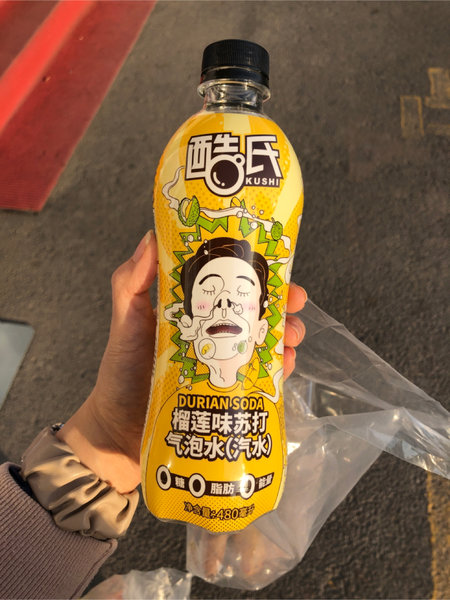 酷氏
KUSHI
DURIAN SODA
榴莲味苏打
气泡水(汽水)
0糖 0脂肪 0能量
净含量:480毫升